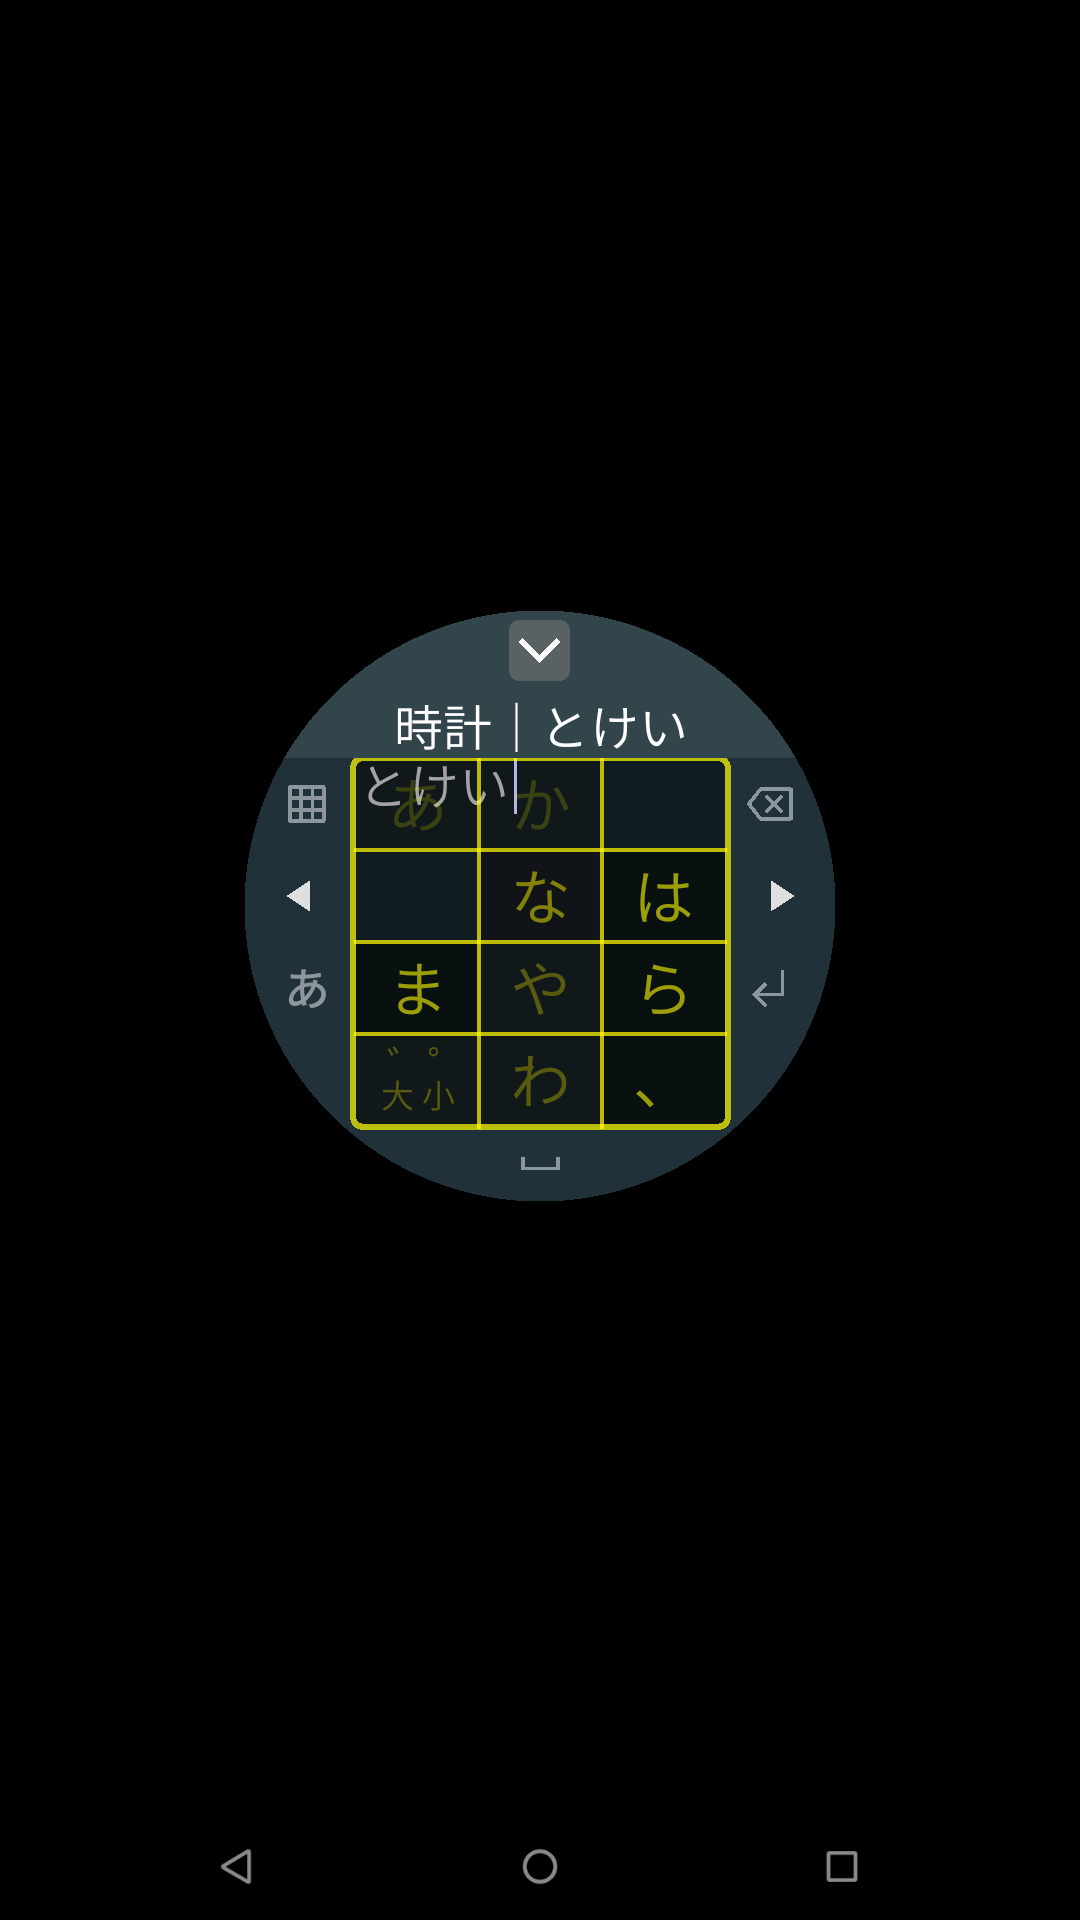 時計 | とけい
とけい
あ か
な は
あ ま や ら
゛ ゜
大 小 わ 、